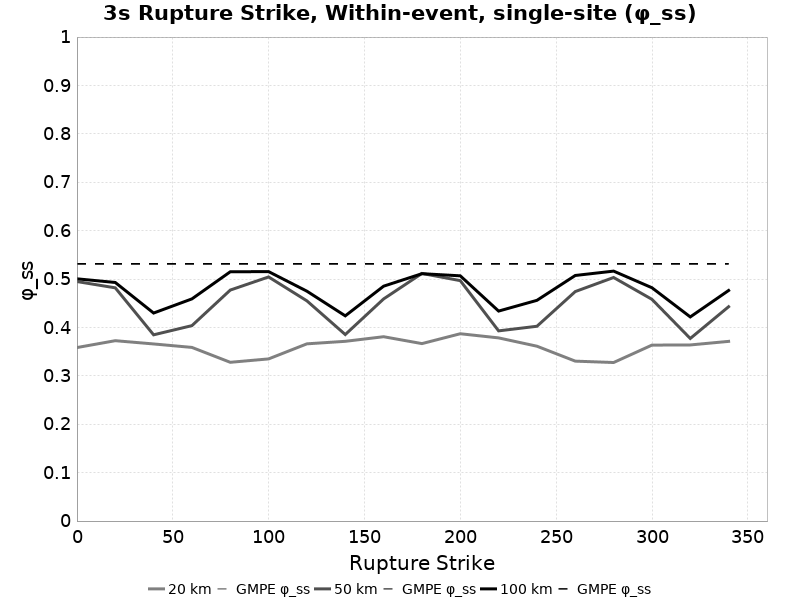 3s Rupture Strike, Within-event, single-site (φ_ss)
1
0.9
0.8
0.7
0.6
0.5
0.4
0.3
0.2
0.1
0
φ_ss
0 50 100 150 200 250 300 350
Rupture Strike
20 km GMPE φ_ss 50 km GMPE φ_ss 100 km GMPE φ_ss